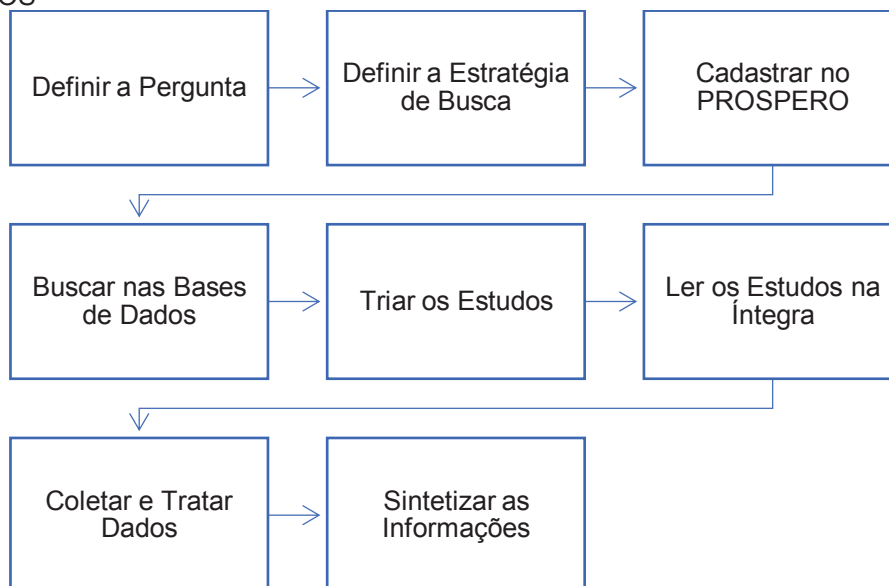 Definir a Pergunta
Definir a Estratégia
de Busca
Cadastrar no
PROSPERO
Buscar nas Bases
de Dados
Triar os Estudos
Ler os Estudos na
Íntegra
Coletar e Tratar
Dados
Sintetizar as
Informações